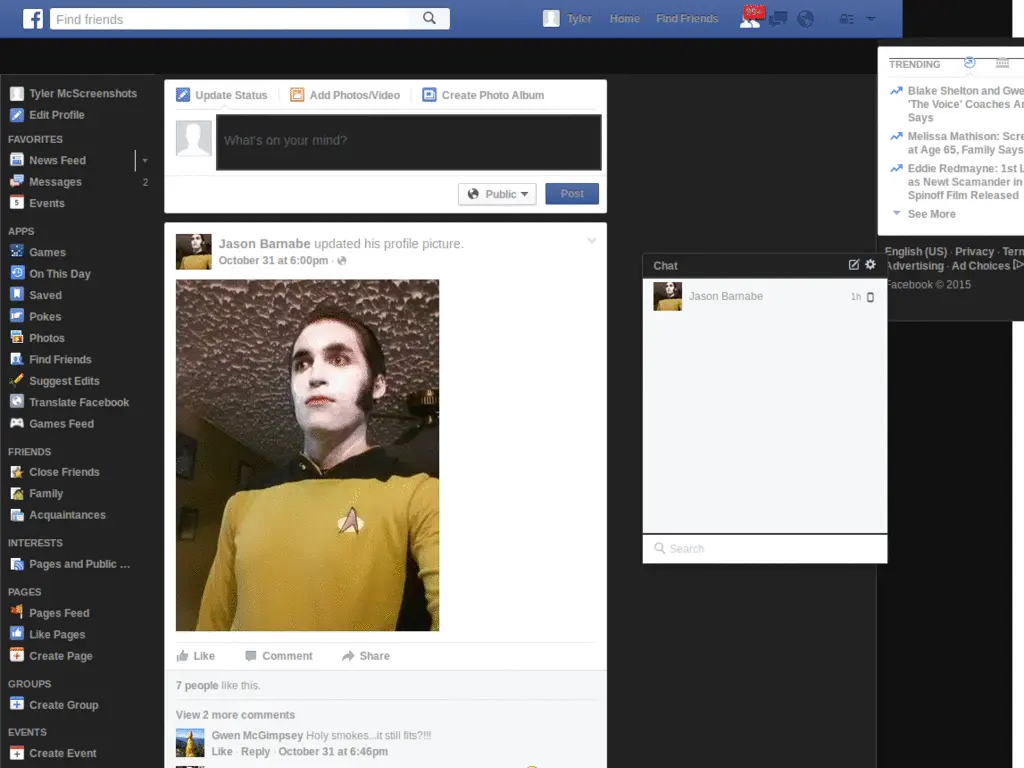 f
Find friends
Tyler
Home
Find Friends
99+
Tyler McScreenshots
Edit Profile
FAVORITES
News Feed
Messages 2
5
Events
APPS
Games
On This Day
Saved
Pokes
Photos
Find Friends
Suggest Edits
Translate Facebook
Games Feed
FRIENDS
Close Friends
Family
Acquaintances
INTERESTS
Pages and Public ...
PAGES
Pages Feed
Like Pages
Create Page
GROUPS
Create Group
EVENTS
Create Event
Update Status
Add Photos/Video
Create Photo Album
What's on your mind?
Public
Post
Jason Barnabe updated his profile picture.
October 31 at 6:00pm ·
Like
Comment
Share
7 people like this.
View 2 more comments
Gwen McGimpsey Holy smokes...it still fits?!!!
Like · Reply · October 31 at 6:46pm
Chat
Jason Barnabe 1h
Search
TRENDING
Blake Shelton and Gwe
'The Voice' Coaches Ar
Says
Melissa Mathison: Scre
at Age 65, Family Says
Eddie Redmayne: 1st L
as Newt Scamander in
Spinoff Film Released
See More
English (US) · Privacy · Term
Advertising · Ad Choices
Facebook © 2015